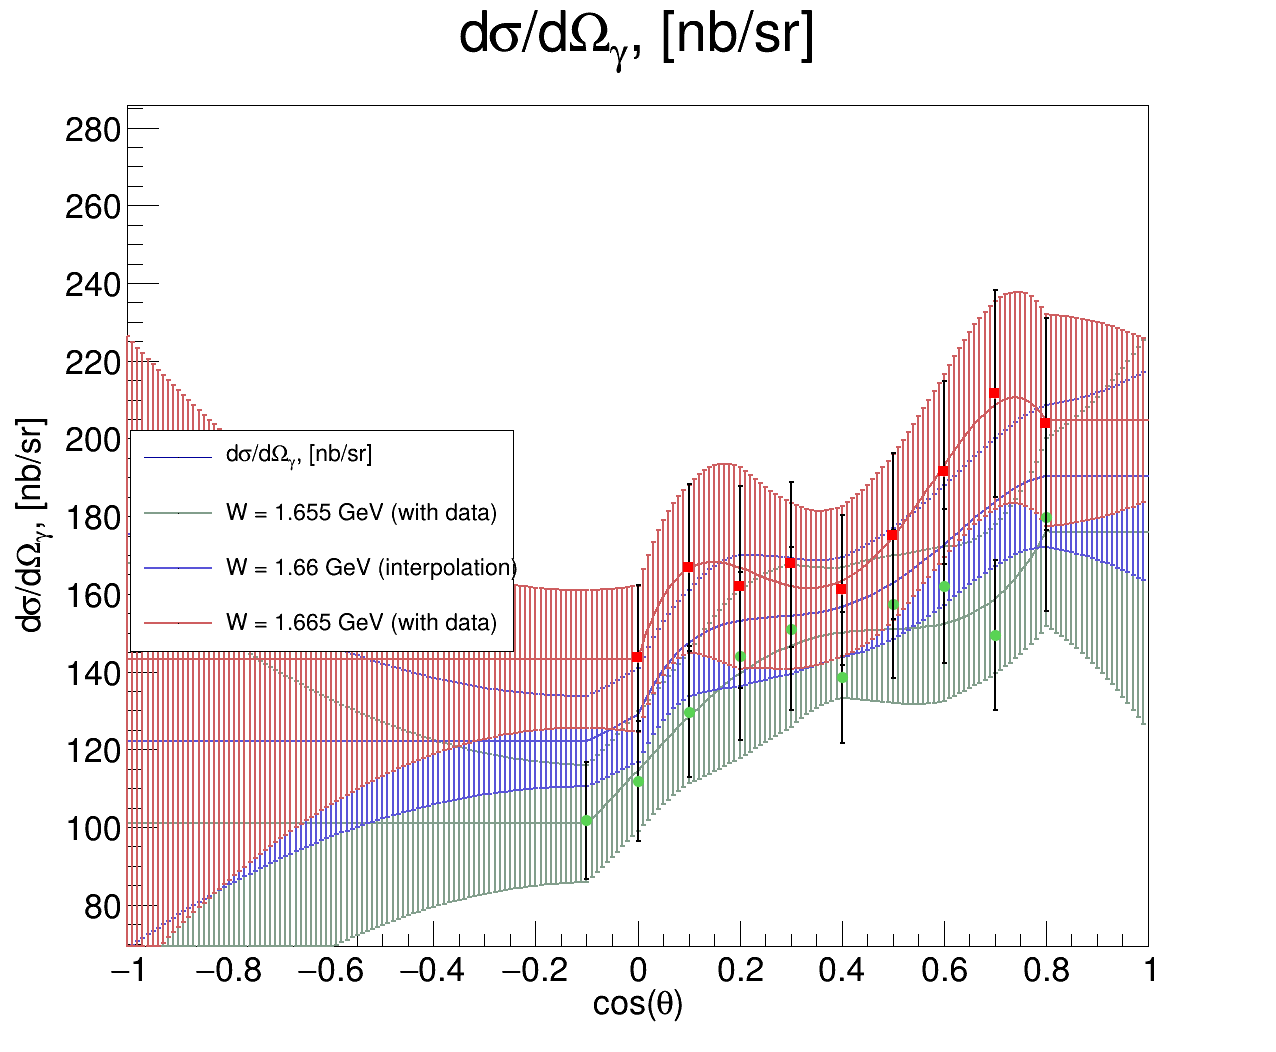 dσ/dΩγ, [nb/sr]
dσ/dΩγ, [nb/sr]
280
260
240
220
200
180
160
140
120
100
80
dσ/dΩγ, [nb/sr]
W = 1.655 GeV (with data)
W = 1.66 GeV (interpolation)
W = 1.665 GeV (with data)
−1 −0.8 −0.6 −0.4 −0.2 0 0.2 0.4 0.6 0.8 1
cos(θ)